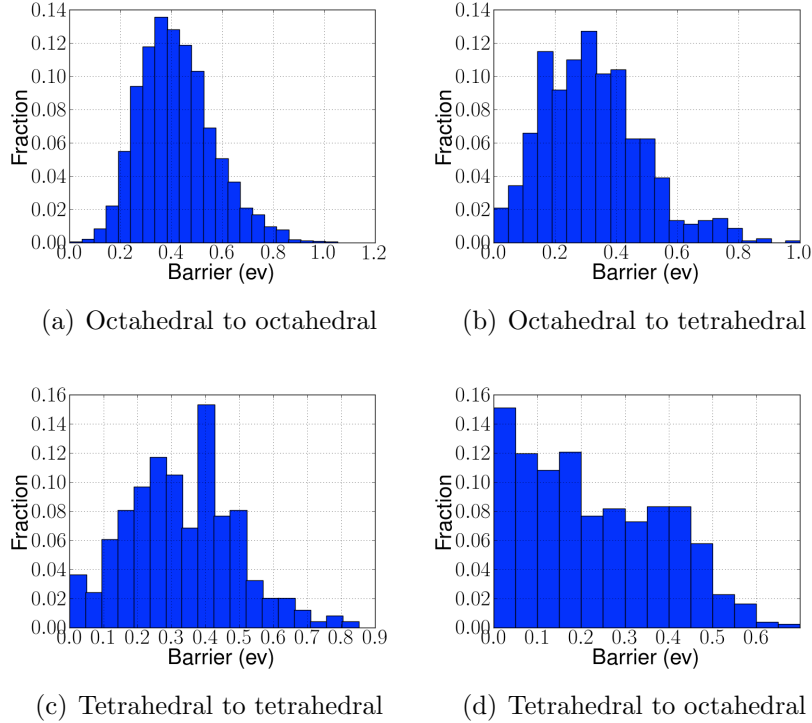 0.14
0.12
0.10
0.08
0.06
0.04
0.02
0.00
Fraction
0.0 0.2 0.4 0.6 0.8 1.0 1.2
Barrier (ev)
(a) Octahedral to octahedral
0.14
0.12
0.10
0.08
0.06
0.04
0.02
0.00
Fraction
0.0 0.2 0.4 0.6 0.8 1.0
Barrier (ev)
(b) Octahedral to tetrahedral
0.16
0.14
0.12
0.10
0.08
0.06
0.04
0.02
0.00
Fraction
0.0 0.1 0.2 0.3 0.4 0.5 0.6 0.7 0.8 0.9
Barrier (ev)
(c) Tetrahedral to tetrahedral
0.16
0.14
0.12
0.10
0.08
0.06
0.04
0.02
0.00
Fraction
0.0 0.1 0.2 0.3 0.4 0.5 0.6
Barrier (ev)
(d) Tetrahedral to octahedral